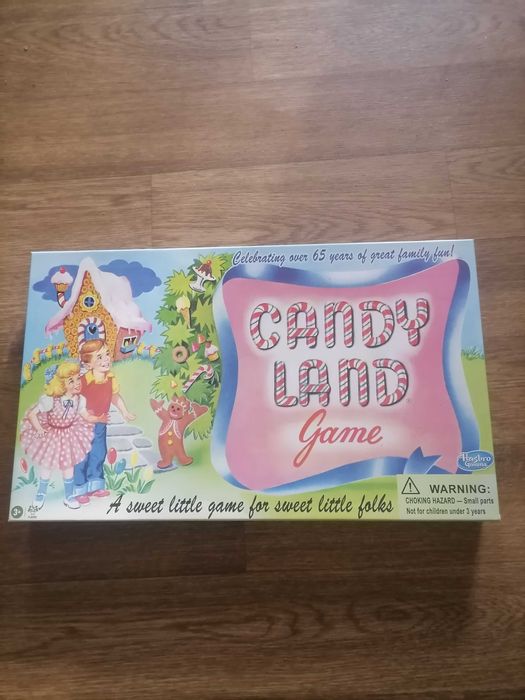 Celebrating over 65 years of great family fun!
CANDY
LAND
Game
Hasbro
Gaming
A sweet little game for sweet little folks
WARNING:
CHOKING HAZARD — Small parts
Not for children under 3 years
3+